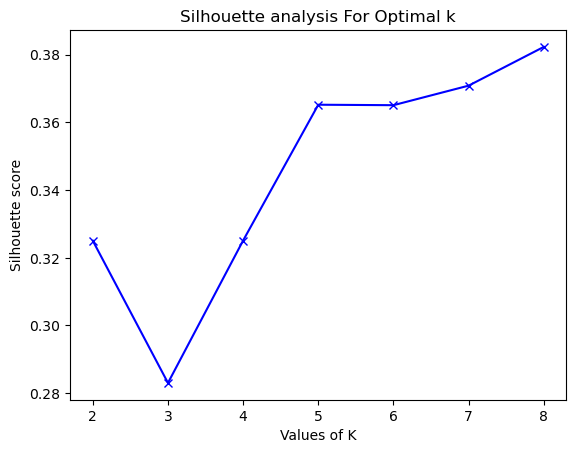 Silhouette analysis For Optimal k
0.38
0.36
0.34
0.32
0.30
0.28
Silhouette score
2 3 4 5 6 7 8
Values of K